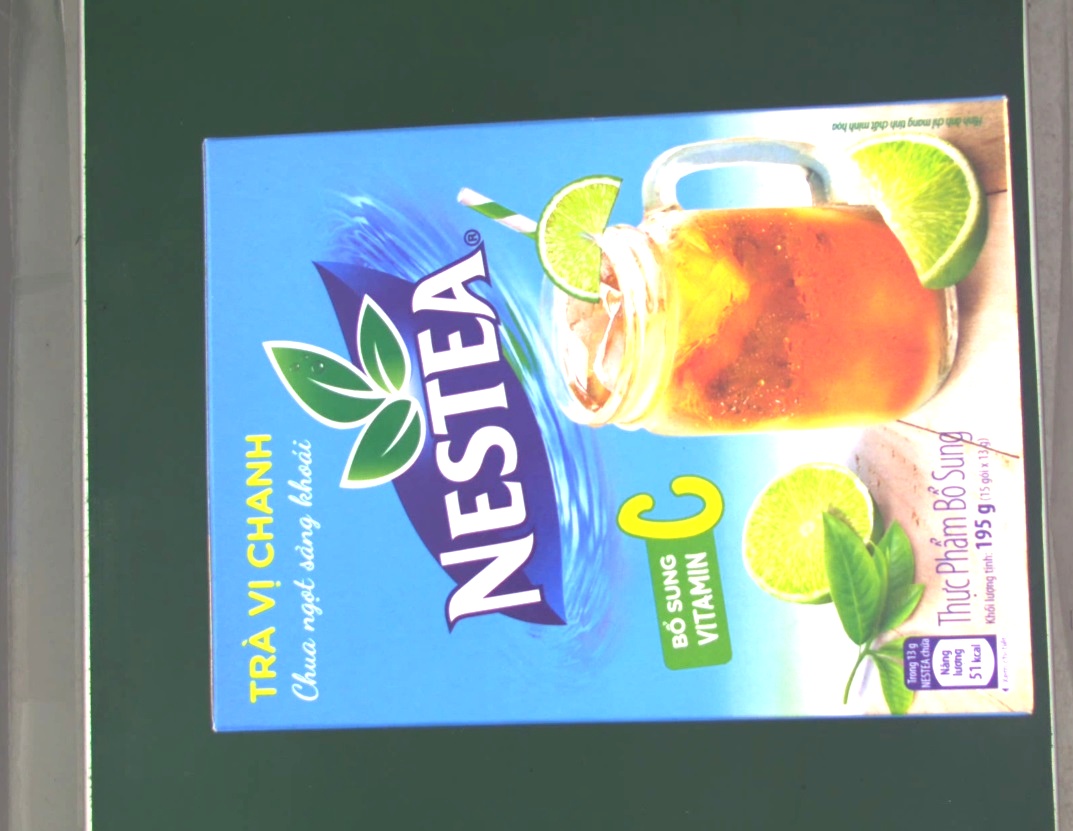 TRÀ VỊ CHANH
Chua ngọt sảng khoái
NESTEA®
BỔ SUNG
VITAMIN C
Hình ảnh chỉ mang tính chất minh họa
Thực Phẩm Bổ Sung
Khối lượng tịnh: 195 g (15 gói x 13 g)
Trong 13 g
NESTEA chứa
Năng
lượng
51 kcal